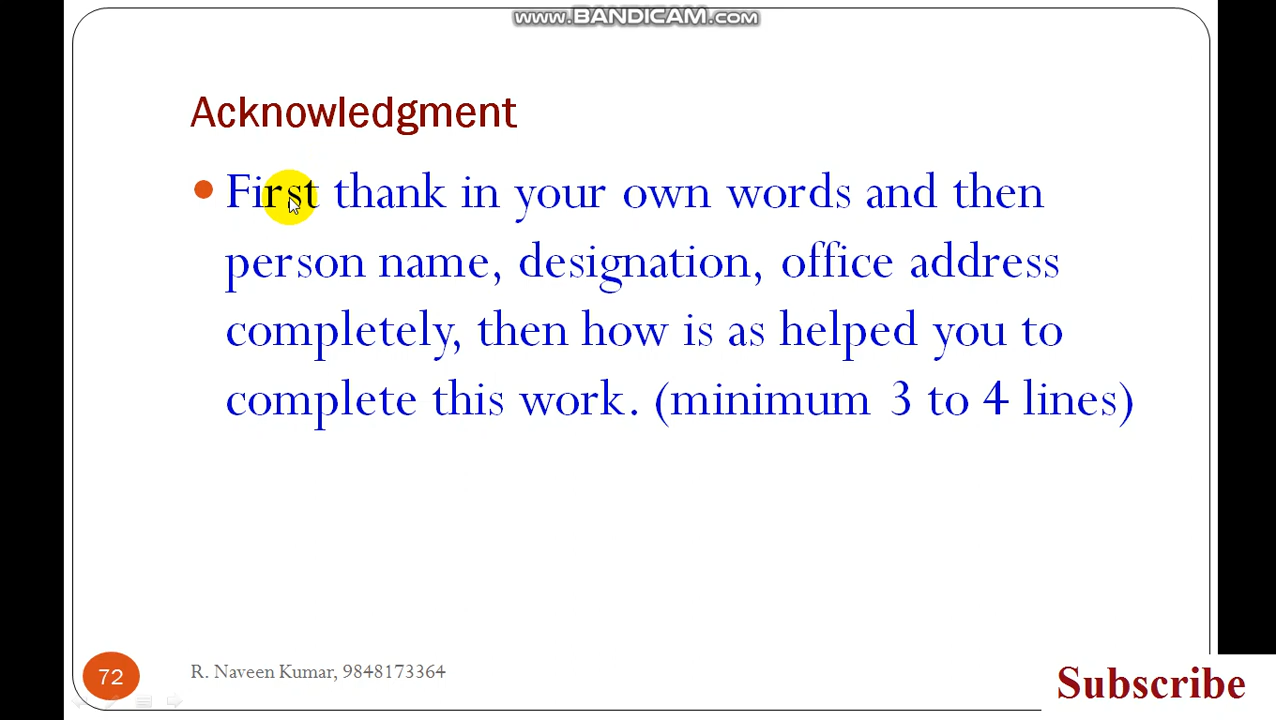 www.BANDICAM.com
Acknowledgment
First thank in your own words and then
person name, designation, office address
completely, then how is as helped you to
complete this work. (minimum 3 to 4 lines)
72
R. Naveen Kumar, 9848173364
Subscribe